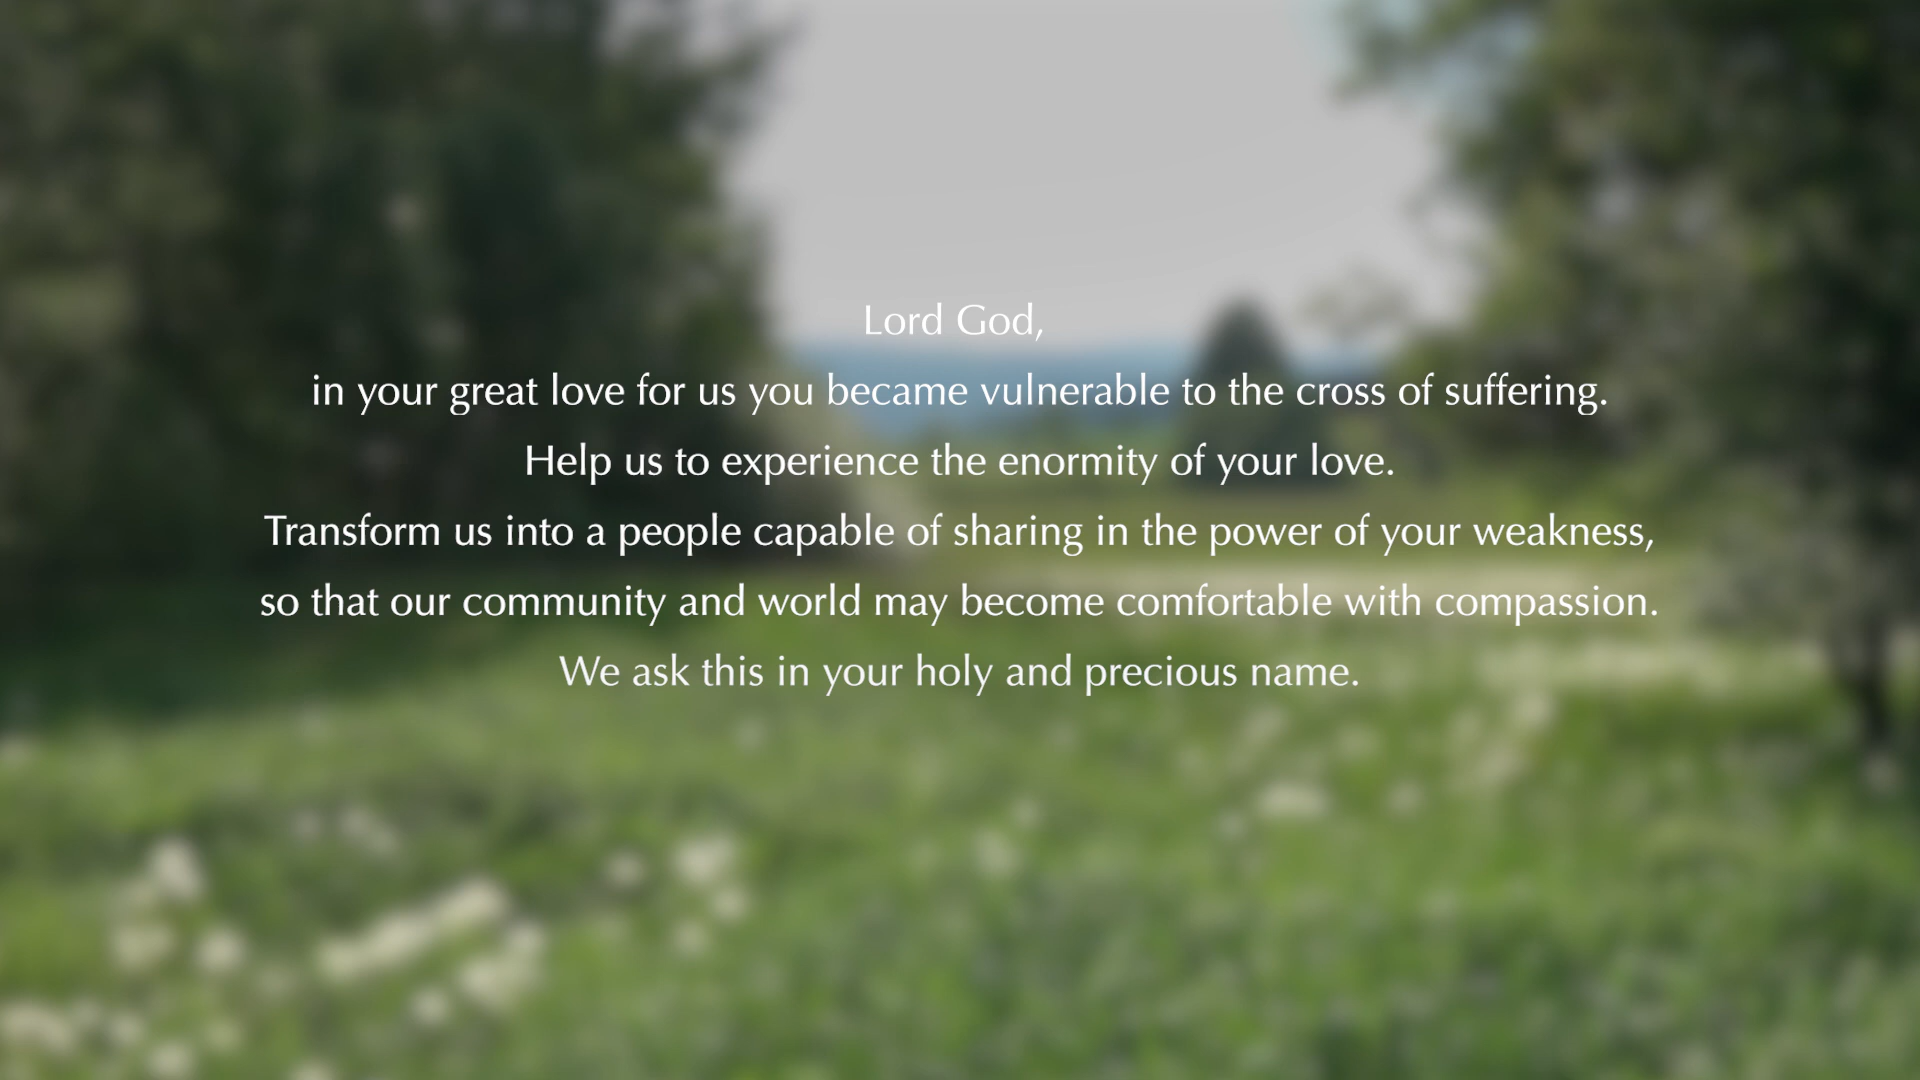 Lord God,
in your great love for us you became vulnerable to the cross of suffering.
Help us to experience the enormity of your love.
Transform us into a people capable of sharing in the power of your weakness,
so that our community and world may become comfortable with compassion.
We ask this in your holy and precious name.